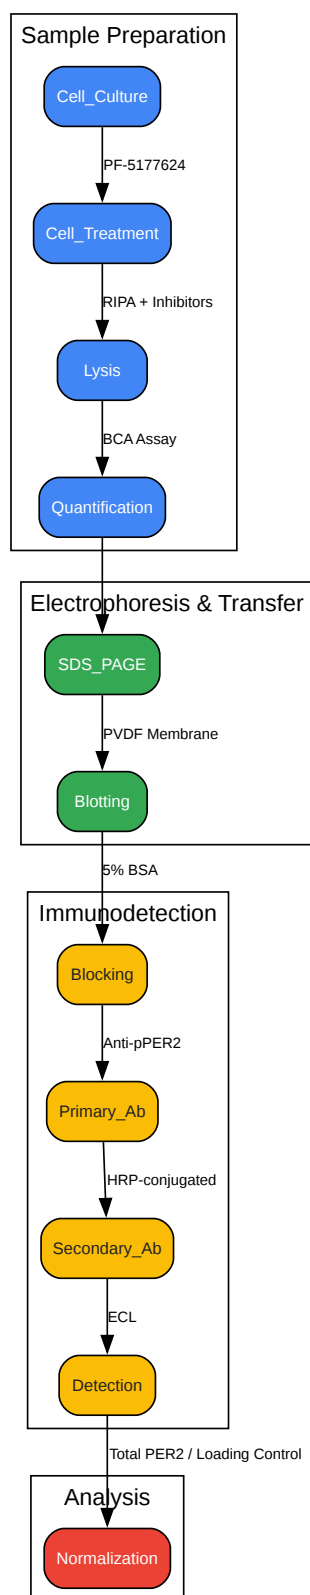 Sample Preparation
Cell_Culture
PF-5177624
Cell_Treatment
RIPA + Inhibitors
Lysis
BCA Assay
Quantification
Electrophoresis & Transfer
SDS_PAGE
PVDF Membrane
Blotting
5% BSA
Immunodetection
Blocking
Anti-pPER2
Primary_Ab
HRP-conjugated
Secondary_Ab
ECL
Detection
Total PER2 / Loading Control
Analysis
Normalization